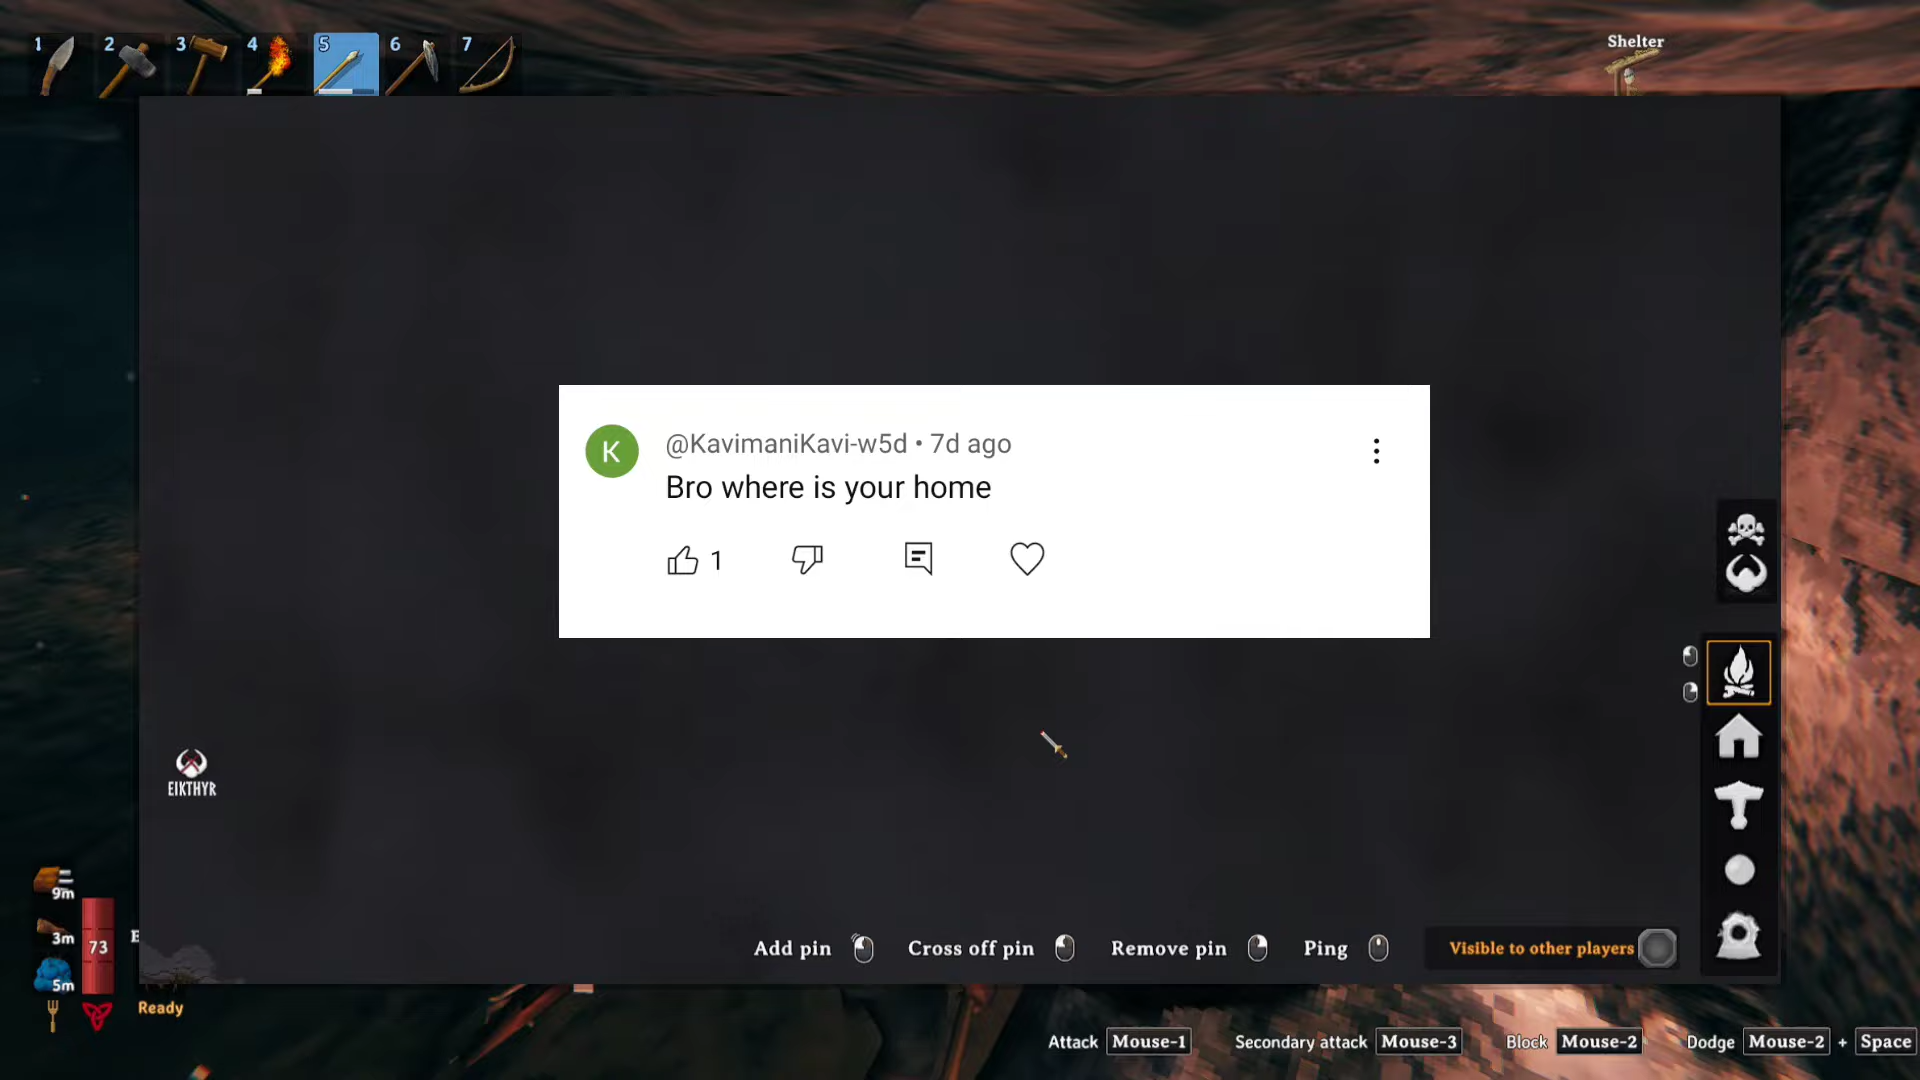 1 2 3 4 5 6 7
Shelter
K
@KavimaniKavi-w5d • 7d ago
Bro where is your home
1
EIKTHYR
9m
3m
73
E
5m
Ready
Add pin Cross off pin Remove pin Ping Visible to other players
Attack Mouse-1 Secondary attack Mouse-3 Block Mouse-2 Dodge Mouse-2 + Space